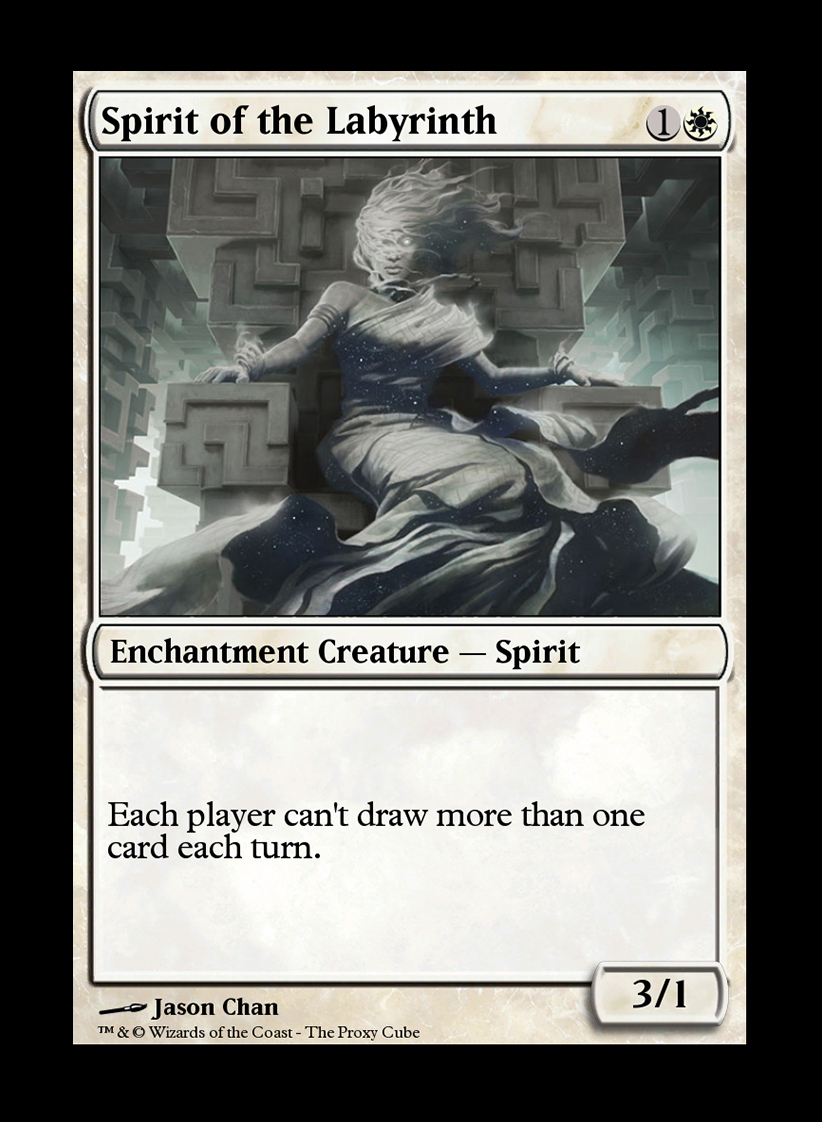 Spirit of the Labyrinth 1
Enchantment Creature — Spirit
Each player can't draw more than one
card each turn.
3/1
Jason Chan
™ & © Wizards of the Coast - The Proxy Cube